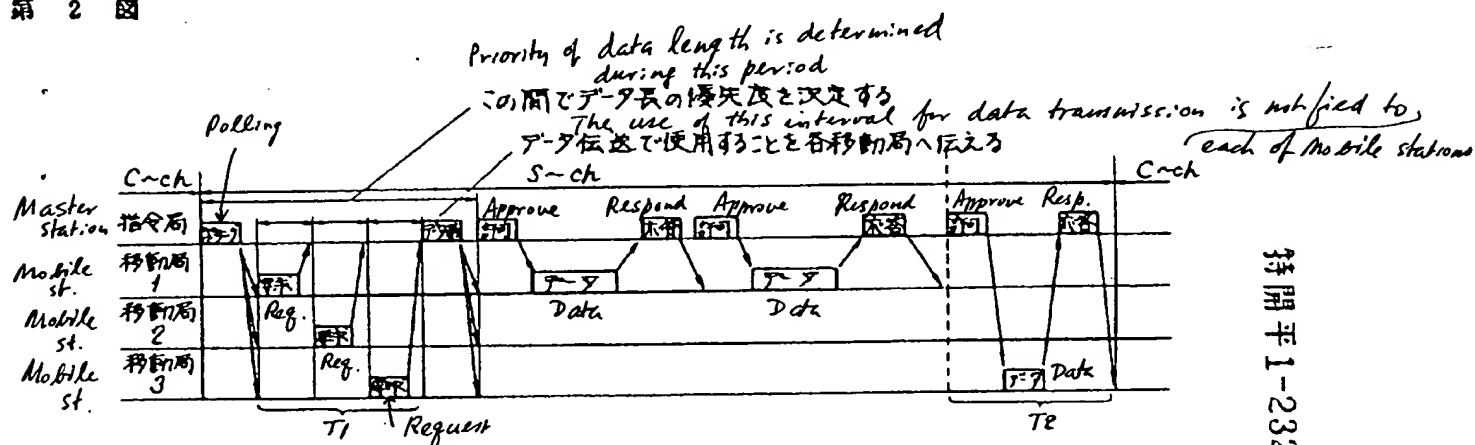 第 2 図
Priority of data length is determined
during this period
この間でデータ長の優先度を決定する
The use of this interval for data transmission is notified to
each of Mobile stations
データ伝送で使用することを各移動局へ伝える
Polling
C~ch
S~ch
C~ch
Master station 指令局
Approve
Respond
Approve
Respond
Approve
Resp.
許可
応答
許可
応答
許可
応答
Mobile st. 移動局 1
要求
データ
データ
Req.
Data
Data
Mobile st. 移動局 2
要求
Req.
Mobile st. 移動局 3
要求
データ
Data
T1
Request
T2
特開平1-232